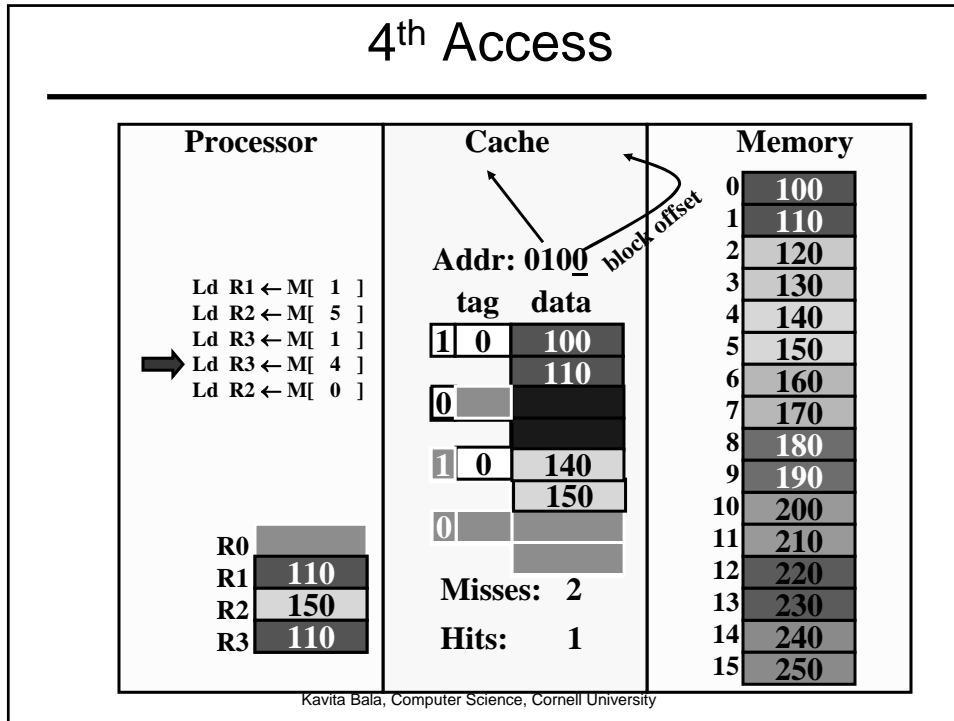 4th Access
Processor
Ld R1 ← M[ 1 ]
Ld R2 ← M[ 5 ]
Ld R3 ← M[ 1 ]
Ld R3 ← M[ 4 ]
Ld R2 ← M[ 0 ]
R0
R1 110
R2 150
R3 110
Cache
Addr: 0100
block offset
tag data
1 0 100
110
0
1 0 140
150
0
Misses: 2
Hits: 1
Memory
0 100
1 110
2 120
3 130
4 140
5 150
6 160
7 170
8 180
9 190
10 200
11 210
12 220
13 230
14 240
15 250
Kavita Bala, Computer Science, Cornell University